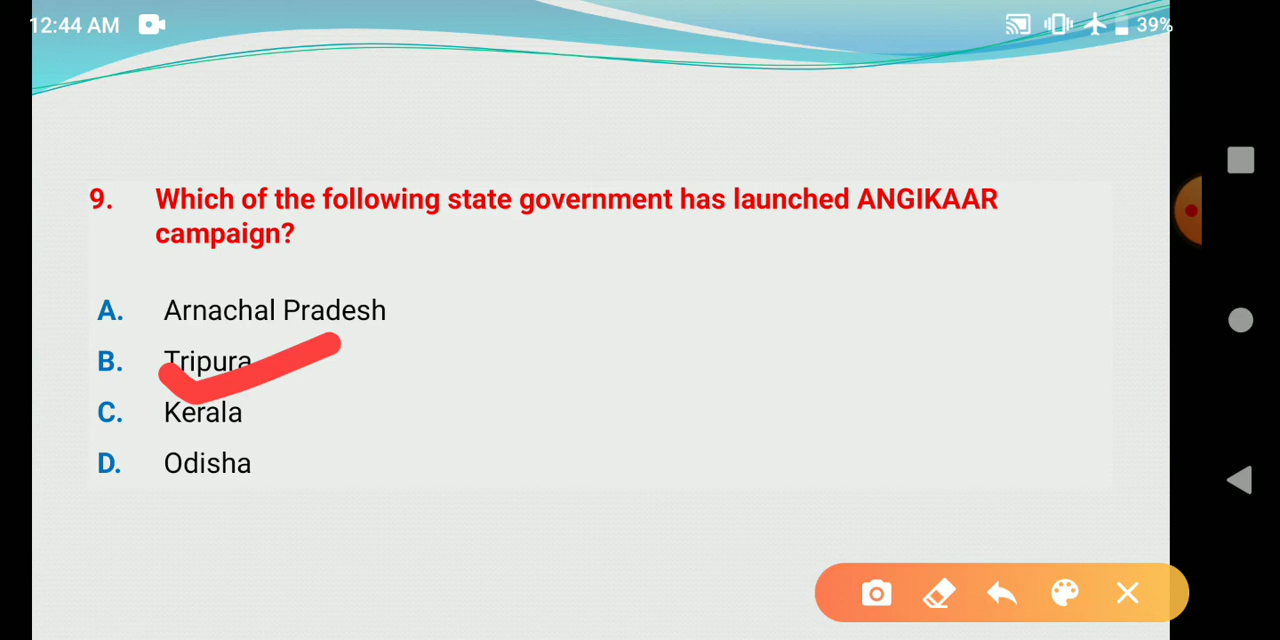 12:44 AM 39%
9. Which of the following state government has launched ANGIKAAR
campaign?
A. Arnachal Pradesh
B. Tripura
C. Kerala
D. Odisha